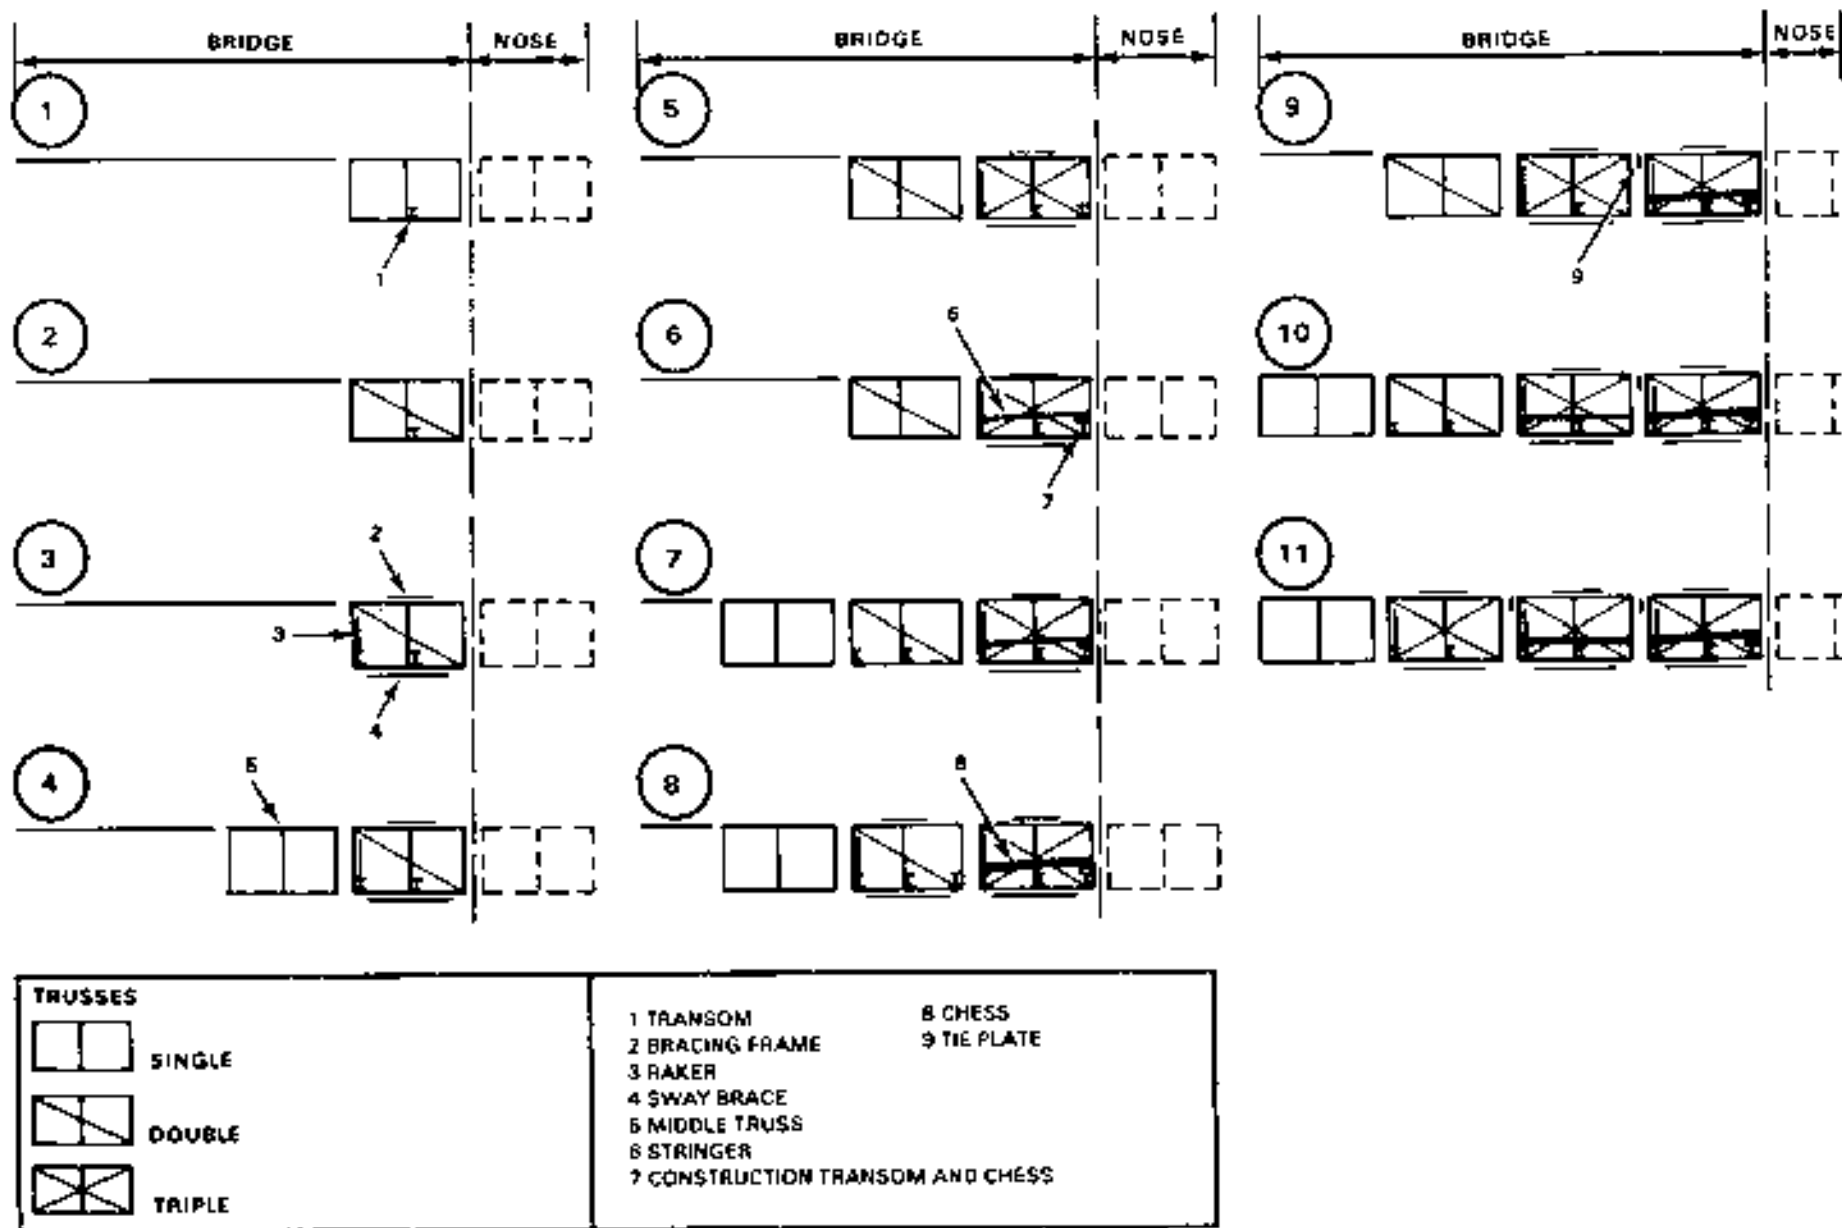 BRIDGE NOSE BRIDGE NOSE BRIDGE NOSE
1 5 9
1 9
2 6 10
6
7
3 7 11
2
3
4
4 8
5 8
TRUSSES
SINGLE
DOUBLE
TRIPLE
1 TRANSOM
2 BRACING FRAME
3 RAKER
4 SWAY BRACE
5 MIDDLE TRUSS
6 STRINGER
7 CONSTRUCTION TRANSOM AND CHESS
8 CHESS
9 TIE PLATE